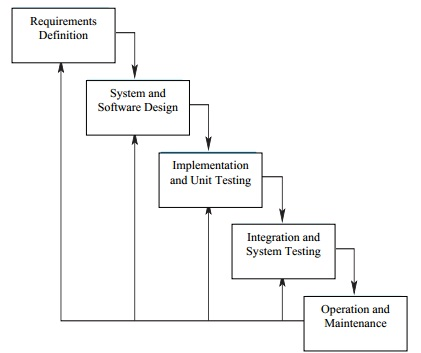 Requirements
Definition
System and
Software Design
Implementation
and Unit Testing
Integration and
System Testing
Operation and
Maintenance